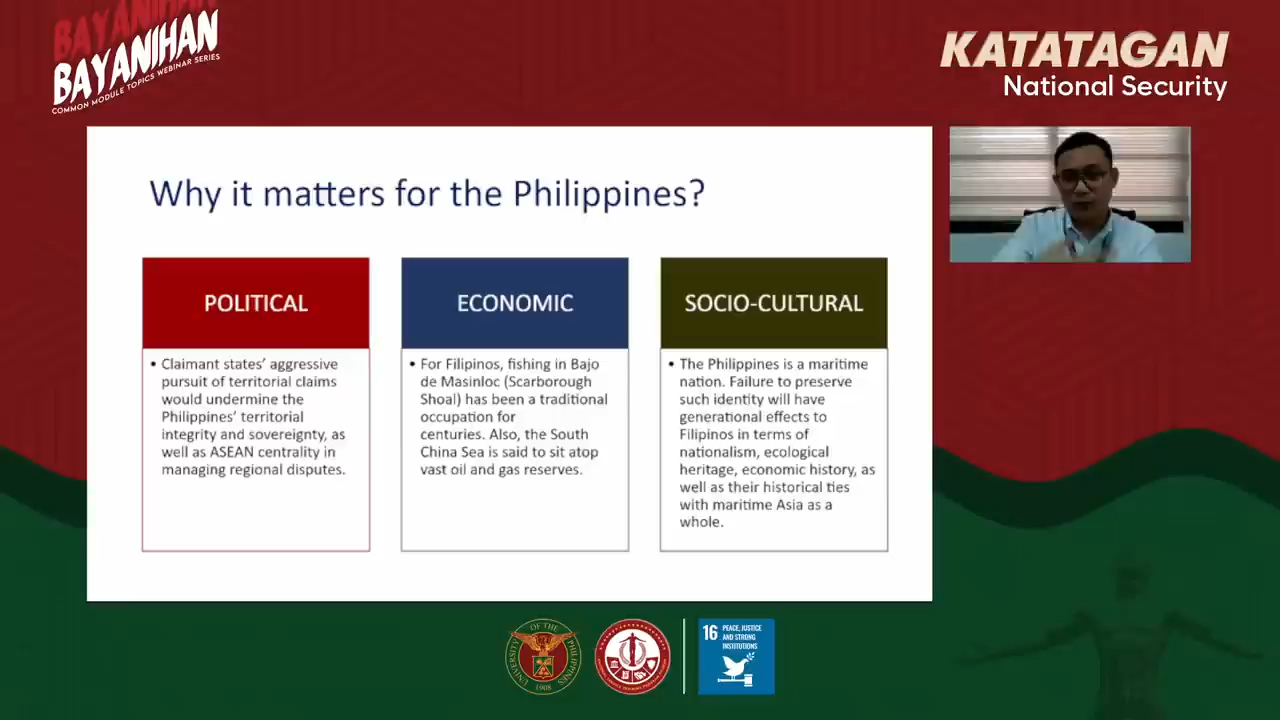 BAYANIHAN
BAYANIHAN
COMMON MODULE TOPICS WEBINAR SERIES
KATATAGAN
National Security
Why it matters for the Philippines?
POLITICAL
• Claimant states’ aggressive
pursuit of territorial claims
would undermine the
Philippines’ territorial
integrity and sovereignty, as
well as ASEAN centrality in
managing regional disputes.
ECONOMIC
• For Filipinos, fishing in Bajo
de Masinloc (Scarborough
Shoal) has been a traditional
occupation for
centuries. Also, the South
China Sea is said to sit atop
vast oil and gas reserves.
SOCIO-CULTURAL
• The Philippines is a maritime
nation. Failure to preserve
such identity will have
generational effects to
Filipinos in terms of
nationalism, ecological
heritage, economic history, as
well as their historical ties
with maritime Asia as a
whole.
UNIVERSITY OF THE PHILIPPINES
1908
16 PEACE, JUSTICE
AND STRONG
INSTITUTIONS